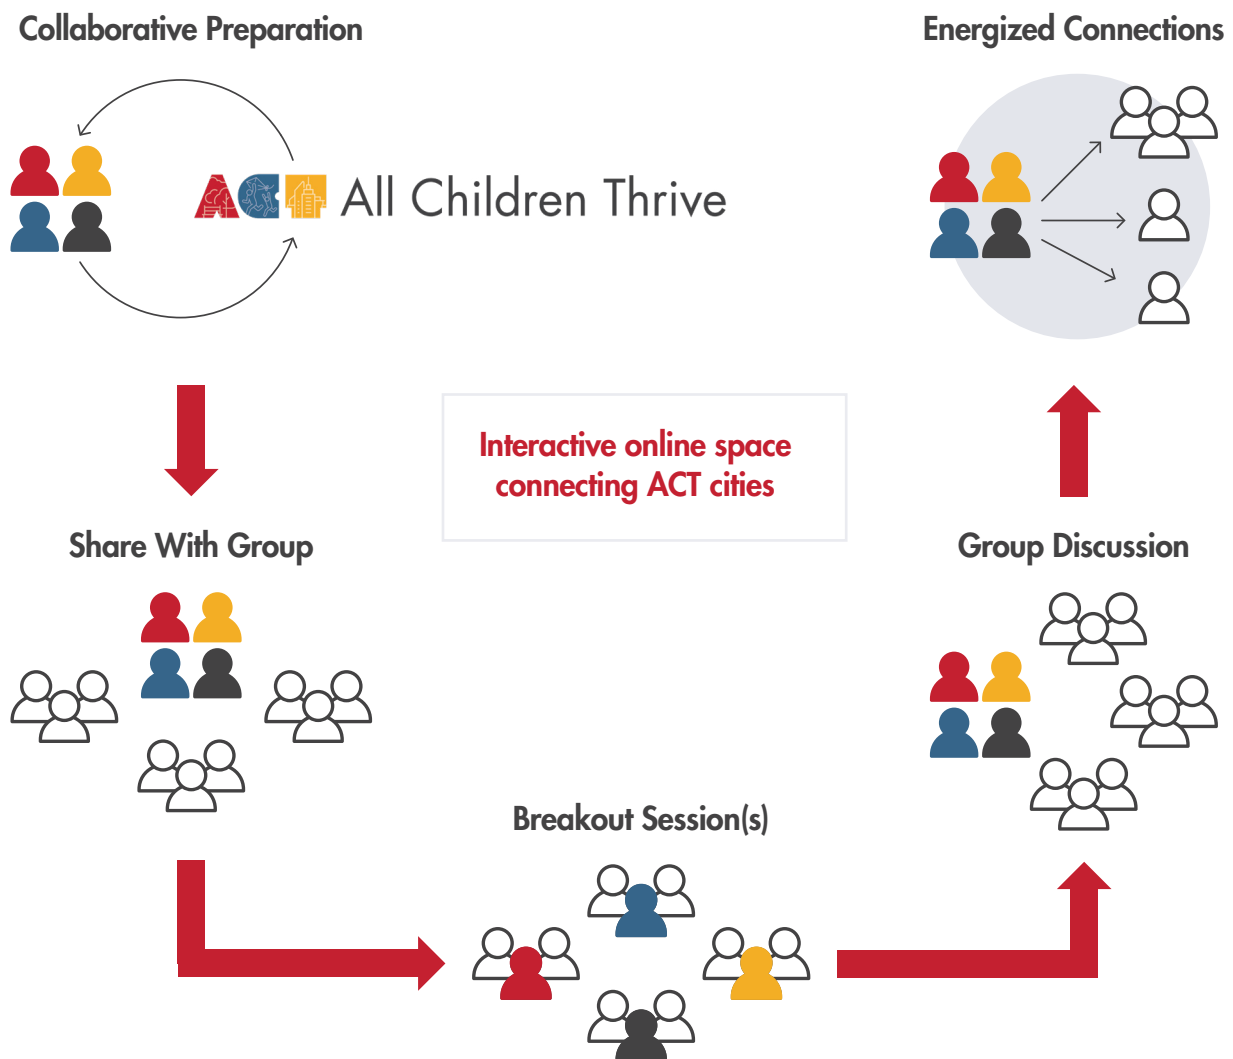 Collaborative Preparation
Energized Connections
ACT All Children Thrive
Interactive online space
connecting ACT cities
Share With Group
Group Discussion
Breakout Session(s)